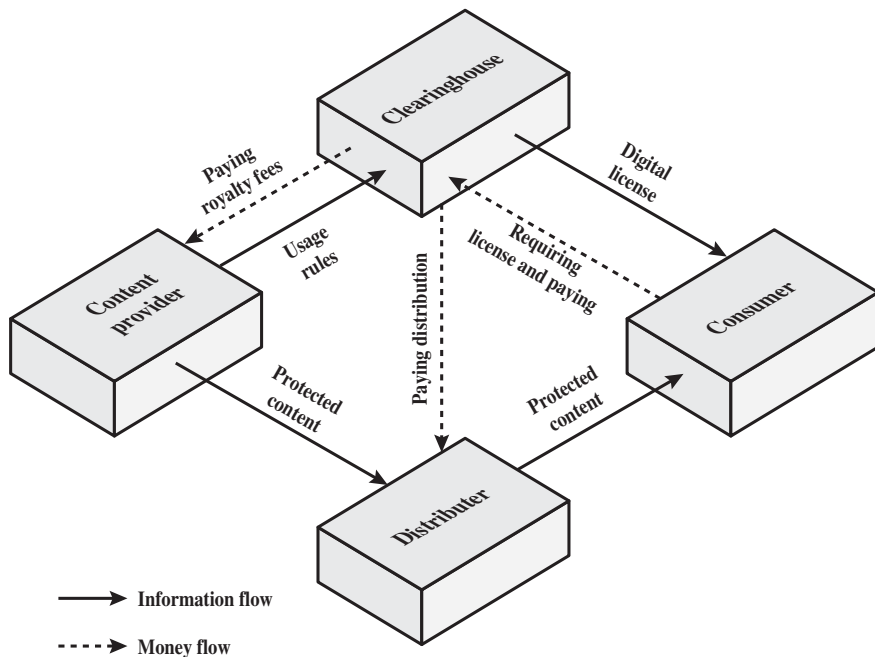 Clearinghouse
Paying
royalty fees
Digital
license
Usage
rules
Requiring
license and paying
Content
provider
Consumer
Paying distribution
Protected
content
Protected
content
Distributer
Information flow
Money flow